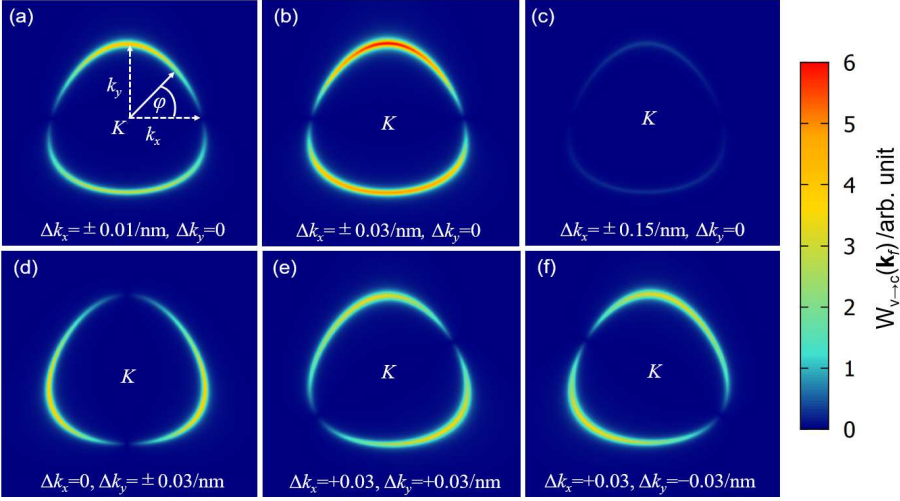 (a)
k_y
φ
K
k_x
Δk_x= ± 0.01/nm, Δk_y=0
(b)
K
Δk_x= ± 0.03/nm, Δk_y=0
(c)
K
Δk_x= ± 0.15/nm, Δk_y=0
(d)
K
Δk_x=0, Δk_y= ± 0.03/nm
(e)
K
Δk_x=+0.03, Δk_y=+0.03/nm
(f)
K
Δk_x=+0.03, Δk_y=−0.03/nm
6
5
4
3
2
1
0
W_{v→c}(k_f)/arb. unit